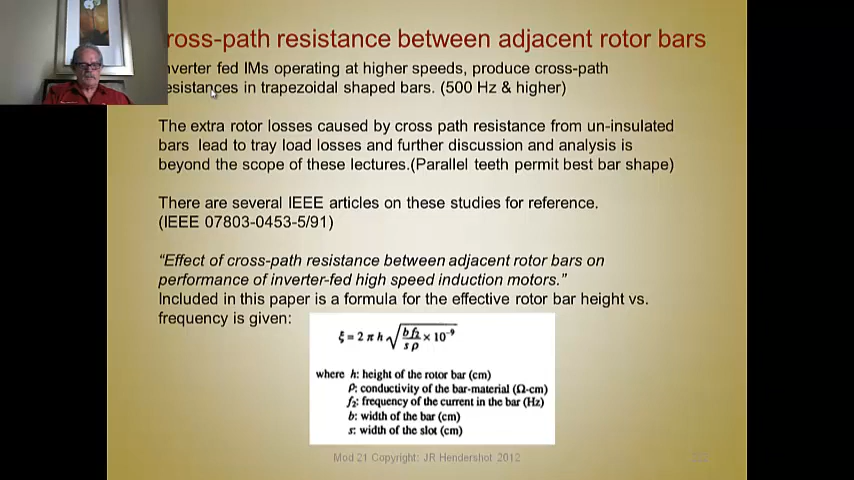 ross-path resistance between adjacent rotor bars
nverter fed IMs operating at higher speeds, produce cross-path
esistances in trapezoidal shaped bars. (500 Hz & higher)
The extra rotor losses caused by cross path resistance from un-insulated
bars lead to tray load losses and further discussion and analysis is
beyond the scope of these lectures.(Parallel teeth permit best bar shape)
There are several IEEE articles on these studies for reference.
(IEEE 07803-0453-5/91)
“Effect of cross-path resistance between adjacent rotor bars on
performance of inverter-fed high speed induction motors.”
Included in this paper is a formula for the effective rotor bar height vs.
frequency is given:
ξ = 2 π h √(b f₂ / s ρ × 10⁻⁹)
where h: height of the rotor bar (cm)
ρ: conductivity of the bar-material (Ω-cm)
f₂: frequency of the current in the bar (Hz)
b: width of the bar (cm)
s: width of the slot (cm)
Mod 21 Copyright: JR Hendershot 2012